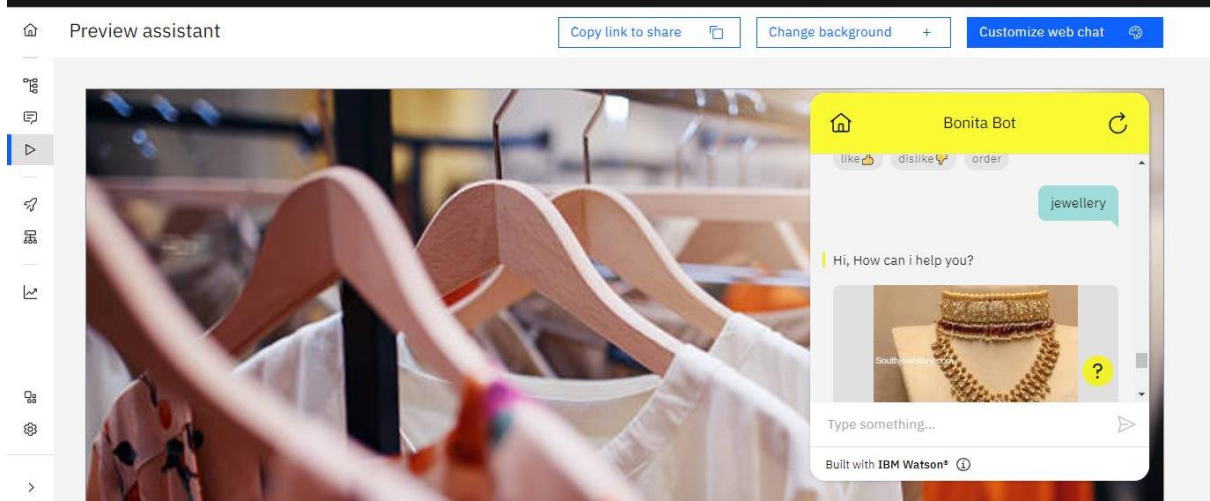 Preview assistant
Copy link to share
Change background +
Customize web chat
Bonita Bot
like👍 dislike👎 order
jewellery
Hi, How can i help you?
?
Type something...
Built with IBM Watson®